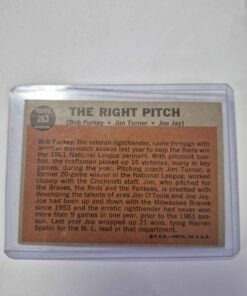 TOPPS
263
THE RIGHT PITCH
(Bob Purkey • Jim Turner • Joe Jay)
Bob Purkey, the veteran righthander, came through with
another top-notch season last year to help the Reds win
the 1961 National League pennant. With pinpoint con-
trol, the craftsman picked up 16 victories, many in en-
couraging style, during the year. Pitching coach Jim Turner, a
former 20 game winner in the National League, worked
closely with the Cincinnati staff. Jim, who pitched for
the Braves, the Reds and the Yankees, is credited with
developing the talents of aces Jim O'Toole and Joe Jay.
Joe had been up and down with the Milwaukee Braves
since 1953 and the erratic righthander had never won
more than 9 games in one year, prior to the 1961 sea-
son. Last year Joe wrapped up 21 wins, tying Warren
Spahn for the N. L. lead in that department.
©T.C.G. PRTD. IN U.S.A.